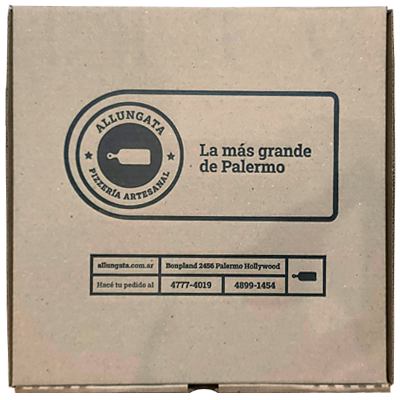 ALLUNGATA
PIZZERÍA ARTESANAL
La más grande
de Palermo
allungata.com.ar Bonpland 2456 Palermo Hollywood
Hacé tu pedido al 4777-4019 4899-1454